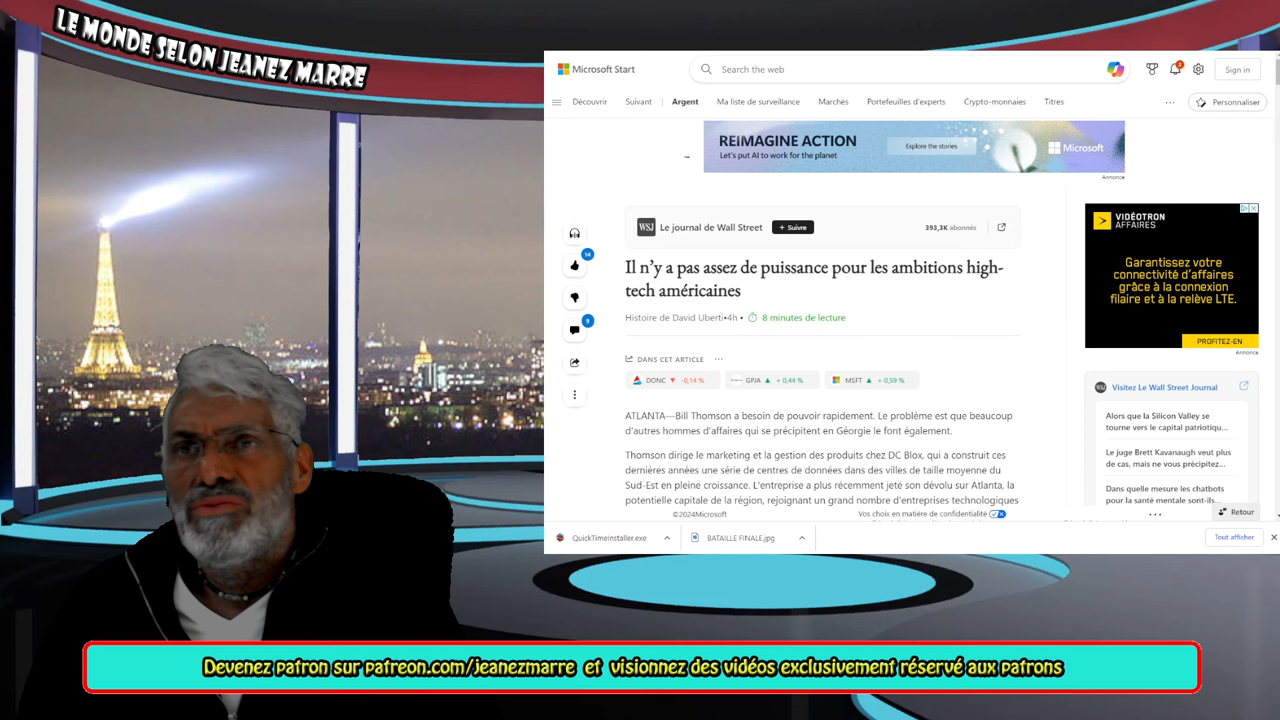 LE MONDE SELON JEANEZ MARRE
Microsoft Start
Search the web
2
Sign in
Découvrir
Suivant
Argent
Ma liste de surveillance
Marchés
Portefeuilles d'experts
Crypto-monnaies
Titres
Personnaliser
REIMAGINE ACTION
Let's put AI to work for the planet
Explore the stories
Microsoft
Annonce
WSJ
Le journal de Wall Street
+ Suivre
393,3K abonnés
14
9
Il n'y a pas assez de puissance pour les ambitions high-
tech américaines
Histoire de David Uberti•4h •
8 minutes de lecture
DANS CET ARTICLE
DONC ▼ -0,14 %
GPJA ▲ + 0,44 %
MSFT ▲ + 0,59 %
ATLANTA—Bill Thomson a besoin de pouvoir rapidement. Le problème est que beaucoup
d'autres hommes d'affaires qui se précipitent en Géorgie le font également.
Thomson dirige le marketing et la gestion des produits chez DC Blox, qui a construit ces
dernières années une série de centres de données dans des villes de taille moyenne du
Sud-Est en pleine croissance. L'entreprise a plus récemment jeté son dévolu sur Atlanta, la
potentielle capitale de la région, rejoignant un grand nombre d'entreprises technologiques
VIDÉOTRON
AFFAIRES
Garantissez votre
connectivité d'affaires
grâce à la connexion
filaire et à la relève LTE.
PROFITEZ-EN
Annonce
WSJ
Visitez Le Wall Street Journal
Alors que la Silicon Valley se
tourne vers le capital patriotiqu...
Le juge Brett Kavanaugh veut plus
de cas, mais ne vous précipitez...
Dans quelle mesure les chatbots
pour la santé mentale sont-ils...
©2024Microsoft
Vos choix en matière de confidentialité
Retour
QuickTimeInstaller.exe
BATAILLE FINALE.jpg
Tout afficher
Devenez patron sur patreon.com/jeanezmarre et visionnez des vidéos exclusivement réservé aux patrons